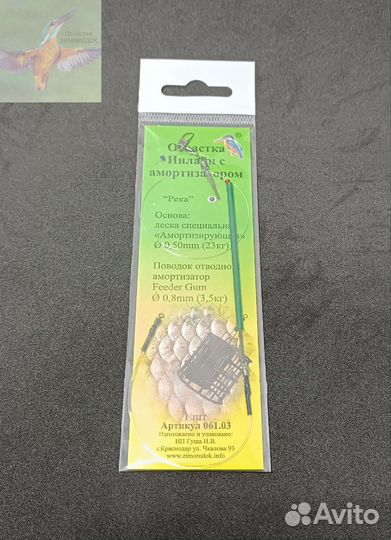 Оснастка
ЗИМОРОДОК
Оснастка
"Инлайн с
амортизатором
®
"Река"
Основа:
леска специальная
«Амортизирующая»
Ø 0,50mm (23кг)
Поводок отводной:
амортизатор
Feeder Gum
Ø 0,8mm (3,5кг)
1 шт
Артикул 061.03
Изготовлено и упаковано:
ИП Гуща И.В.
г.Краснодар ул. Чкалова 93
www.zimorodok.info
Avito